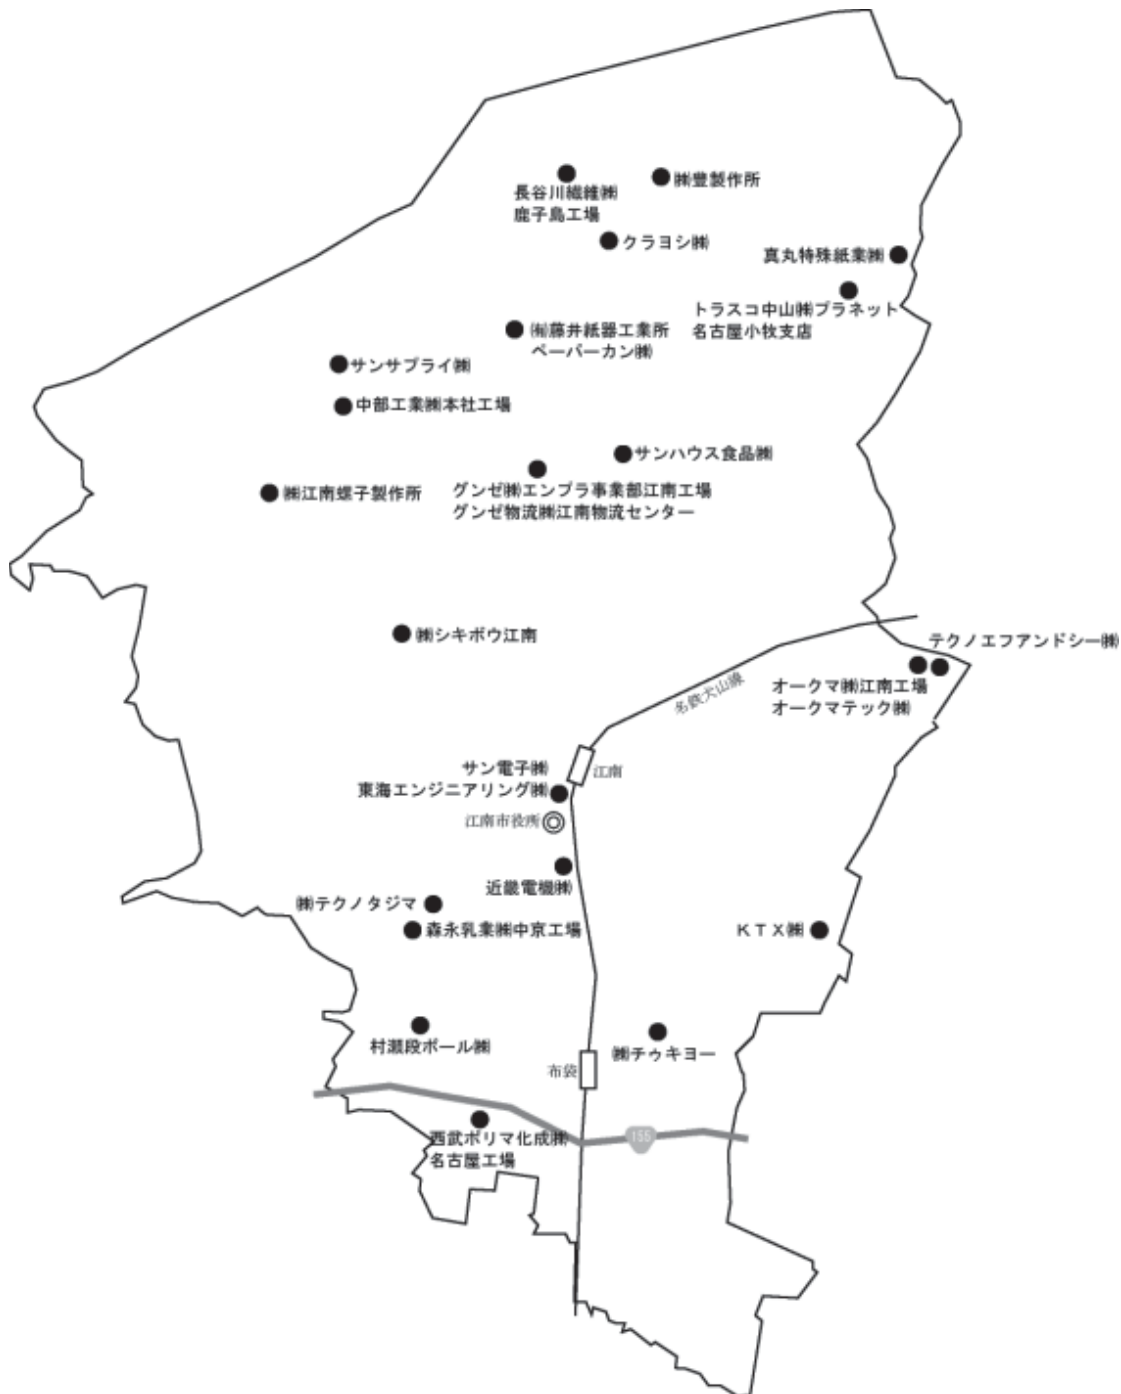 長谷川繊維㈱
鹿子島工場
㈱豊製作所
クラヨシ㈱
真丸特殊紙業㈱
トラスコ中山㈱プラネット
名古屋小牧支店
㈲藤井紙器工業所
ペーパーカン㈱
サンサプライ㈱
中部工業㈱本社工場
サンハウス食品㈱
グンゼ㈱エンプラ事業部江南工場
グンゼ物流㈱江南物流センター
㈱江南螺子製作所
㈱シキボウ江南
テクノエフアンドシー㈱
オークマ㈱江南工場
オークマテック㈱
名鉄犬山線
サン電子㈱
東海エンジニアリング㈱
江南
江南市役所
近畿電機㈱
㈱テクノタジマ
森永乳業㈱中京工場
KTX㈱
村瀬段ボール㈱
㈱チゥキヨー
布袋
155
西武ポリマ化成㈱
名古屋工場